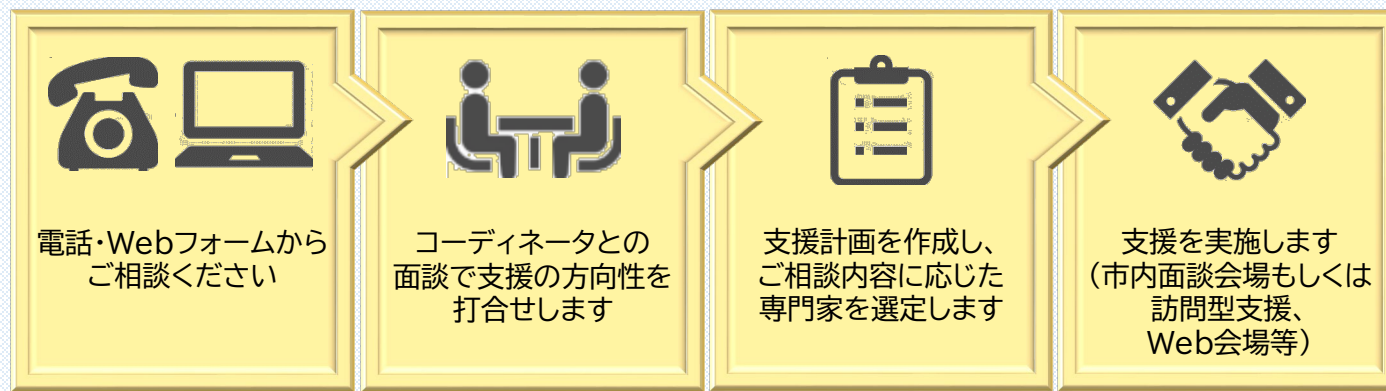 電話・Webフォームから
ご相談ください
コーディネータとの
面談で支援の方向性を
打合せします
支援計画を作成し、
ご相談内容に応じた
専門家を選定します
支援を実施します
（市内面談会場もしくは
訪問型支援、
Web会場等）